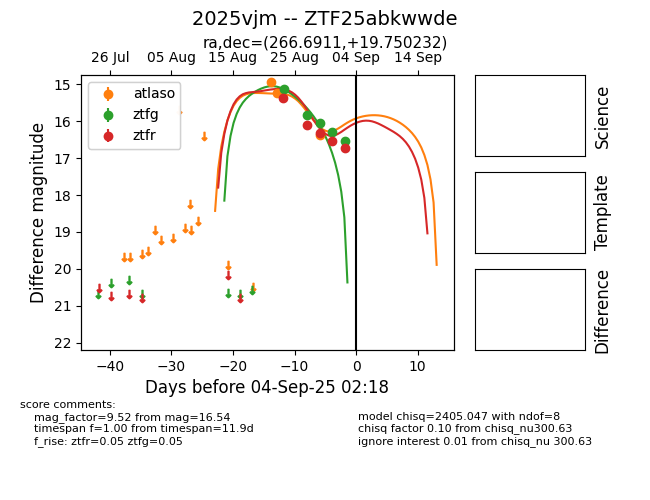 2025vjm -- ZTF25abkwwde
ra,dec=(266.6911,+19.750232)
26 Jul 05 Aug 15 Aug 25 Aug 04 Sep 14 Sep
atlaso
ztfg
ztfr
15
16
17
18
19
20
21
22
Difference magnitude
−40 −30 −20 −10 0 10
Days before 04-Sep-25 02:18
Science
Template
Difference
score comments:
mag_factor=9.52 from mag=16.54
timespan f=1.00 from timespan=11.9d
f_rise: ztfr=0.05 ztfg=0.05
model chisq=2405.047 with ndof=8
chisq factor 0.10 from chisq_nu300.63
ignore interest 0.01 from chisq_nu 300.63